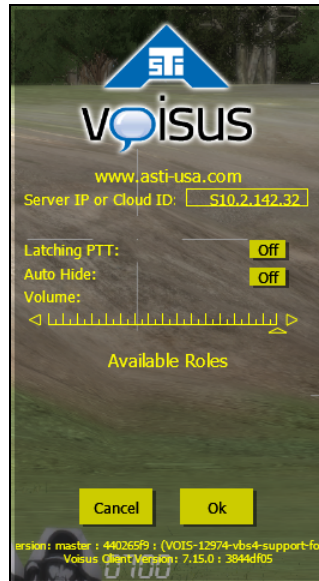 STi
voisus
www.asti-usa.com
Server IP or Cloud ID: S10.2.142.32
Latching PTT: Off
Auto Hide: Off
Volume:
Available Roles
Cancel Ok
ersion: master : 440265f9 : (VOIS-12974-vbs4-support-fo
Voisus Client Version: 7.15.0 : 3844df05
0700